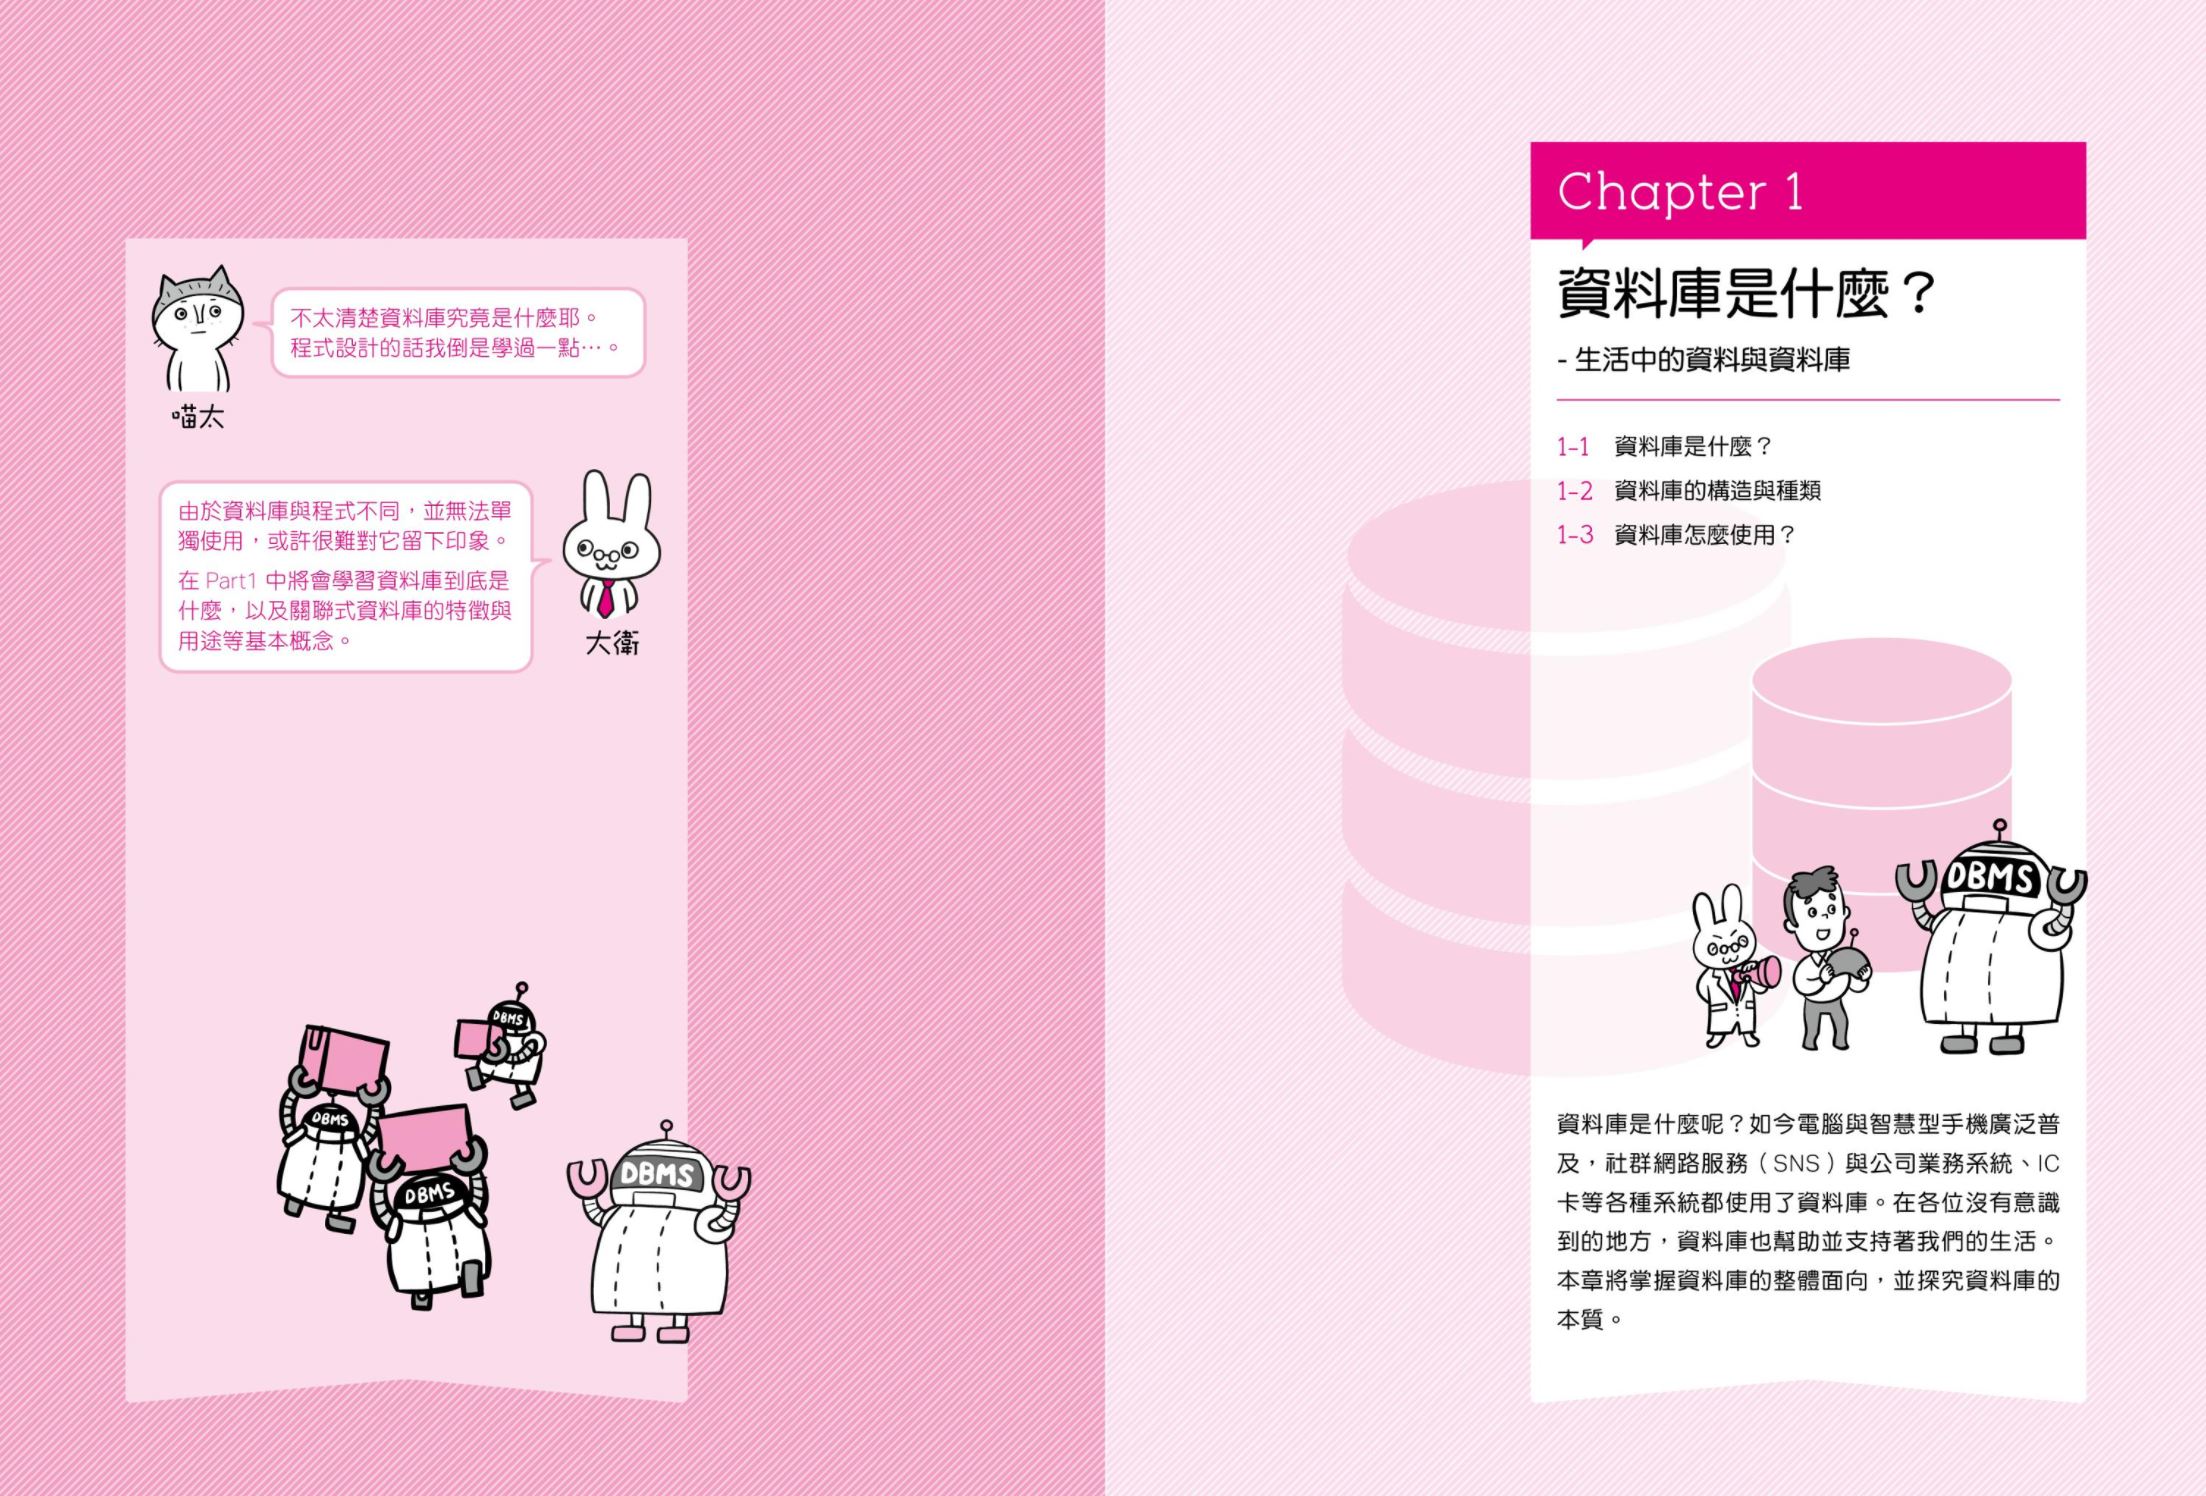 不太清楚資料庫究竟是什麼耶。
程式設計的話我倒是學過一點…。
喵太
由於資料庫與程式不同，並無法單
獨使用，或許很難對它留下印象。
在 Part1 中將會學習資料庫到底是
什麼，以及關聯式資料庫的特徵與
用途等基本概念。
大衛
DBMS
DBMS
DBMS
DBMS
Chapter 1
資料庫是什麼？
- 生活中的資料與資料庫
1-1 資料庫是什麼？
1-2 資料庫的構造與種類
1-3 資料庫怎麼使用？
DBMS
資料庫是什麼呢？如今電腦與智慧型手機廣泛普
及，社群網路服務（SNS）與公司業務系統、IC
卡等各種系統都使用了資料庫。在各位沒有意識
到的地方，資料庫也幫助並支持著我們的生活。
本章將掌握資料庫的整體面向，並探究資料庫的
本質。